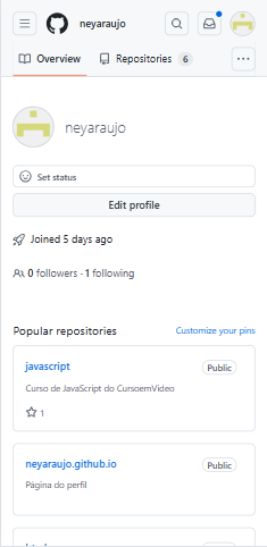 neyaraujo
Overview Repositories 6 ...
neyaraujo
Set status
Edit profile
Joined 5 days ago
0 followers · 1 following
Popular repositories Customize your pins
javascript Public
Curso de JavaScript do CursoemVideo
1
neyaraujo.github.io Public
Página do perfil